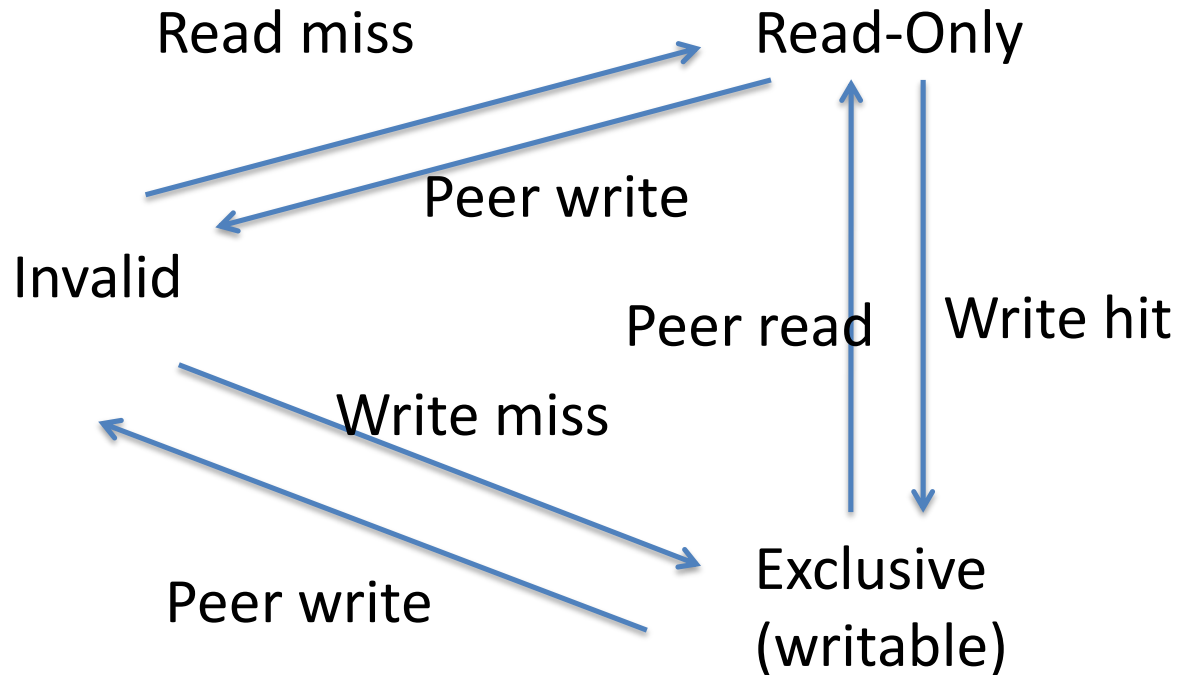 Read miss
Read-Only
Peer write
Invalid
Peer read
Write hit
Write miss
Peer write
Exclusive
(writable)